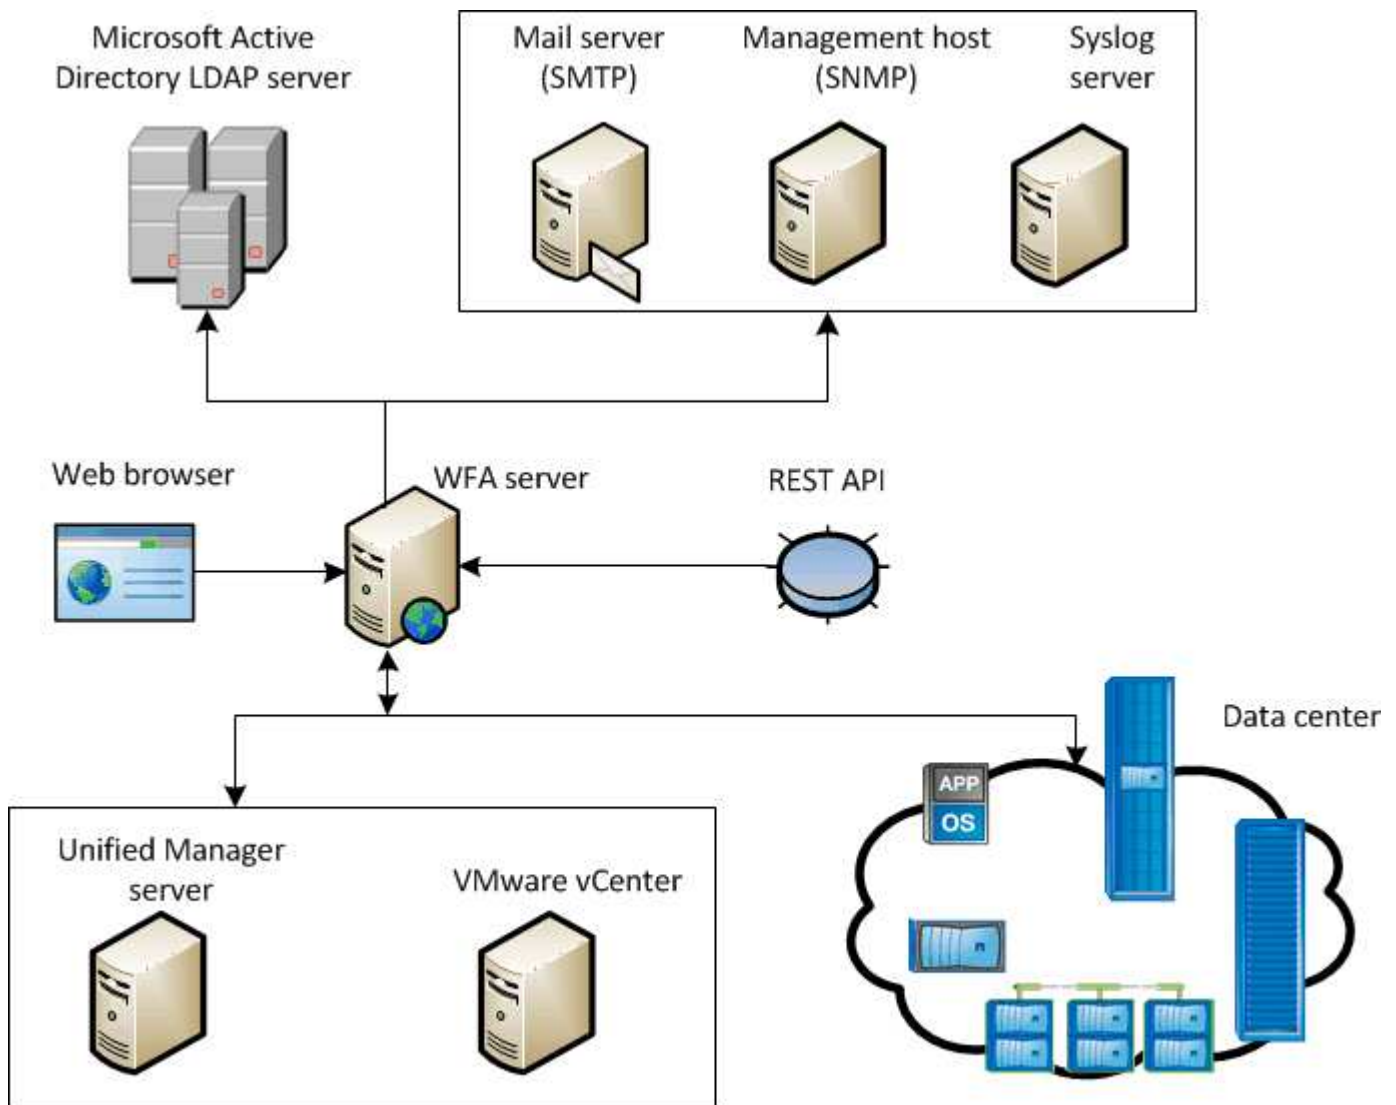 Microsoft Active
Directory LDAP server
Mail server
(SMTP)
Management host
(SNMP)
Syslog
server
Web browser
WFA server
REST API
Data center
APP
OS
Unified Manager
server
VMware vCenter